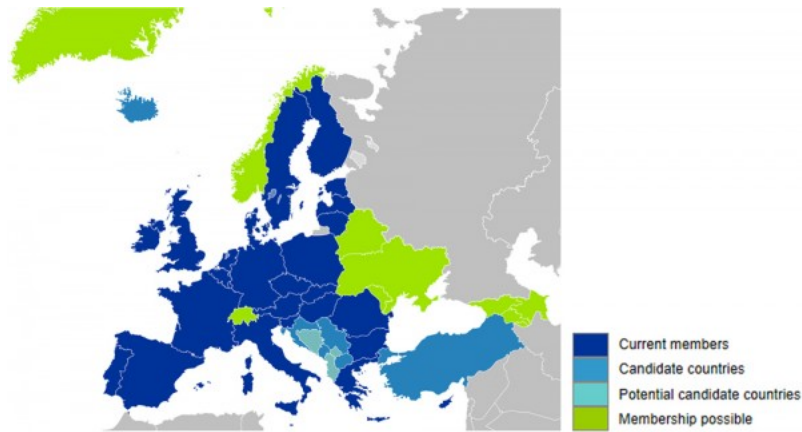 Current members
Candidate countries
Potential candidate countries
Membership possible